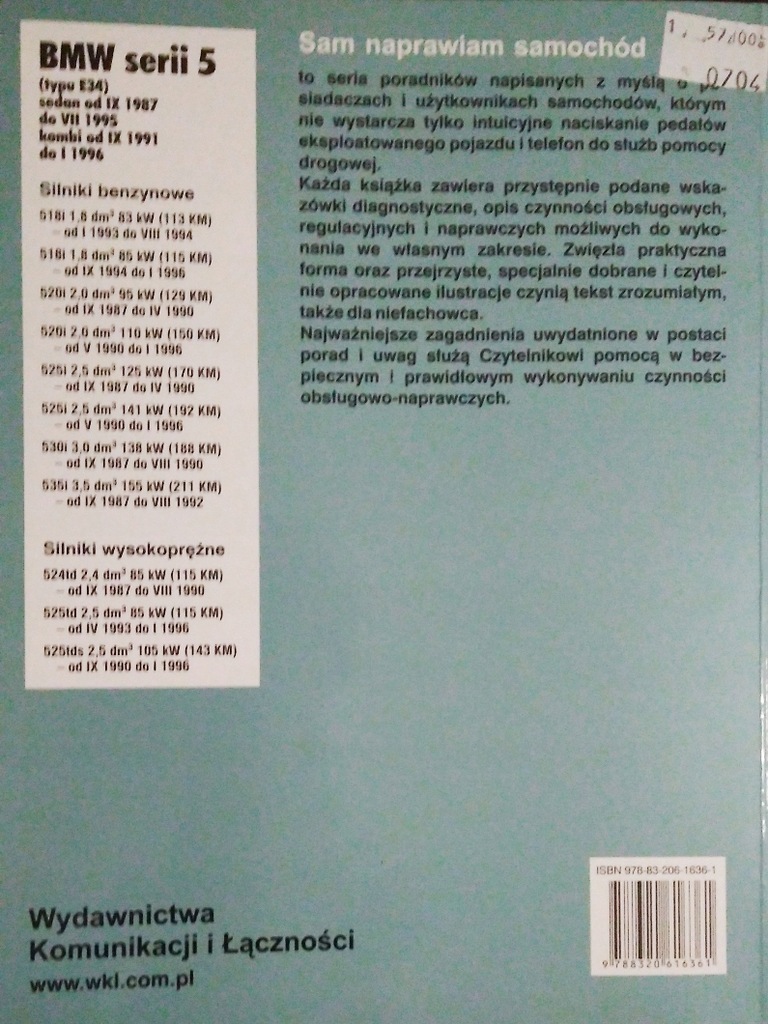 BMW serii 5
(typu E34)
sedan od IX 1987
do VII 1995
kombi od IX 1991
do I 1996
Silniki benzynowe
518i 1,8 dm³ 83 kW (113 KM)
– od I 1993 do VIII 1994
518i 1,8 dm³ 85 kW (115 KM)
– od IX 1994 do I 1996
520i 2,0 dm³ 95 kW (129 KM)
– od IX 1987 do IV 1990
520i 2,0 dm³ 110 kW (150 KM)
– od V 1990 do I 1996
525i 2,5 dm³ 125 kW (170 KM)
– od IX 1987 do IV 1990
525i 2,5 dm³ 141 kW (192 KM)
– od V 1990 do I 1996
530i 3,0 dm³ 138 kW (188 KM)
– od IX 1987 do VIII 1990
535i 3,5 dm³ 155 kW (211 KM)
– od IX 1987 do VIII 1992
Silniki wysokoprężne
524td 2,4 dm³ 85 kW (115 KM)
– od IX 1987 do VIII 1990
525td 2,5 dm³ 85 kW (115 KM)
– od IV 1993 do I 1996
525tds 2,5 dm³ 105 kW (143 KM)
– od IX 1990 do I 1996
Sam naprawiam samochód
to seria poradników napisanych z myślą o
siadaczach i użytkownikach samochodów, którym
nie wystarcza tylko intuicyjne naciskanie pedałów
eksploatowanego pojazdu i telefon do służb pomocy
drogowej.
Każda książka zawiera przystępnie podane wska-
zówki diagnostyczne, opis czynności obsługowych,
regulacyjnych i naprawczych możliwych do wyko-
nania we własnym zakresie. Zwięzła praktyczna
forma oraz przejrzyste, specjalnie dobrane i czytel-
nie opracowane ilustracje czynią tekst zrozumiałym,
także dla niefachowca.
Najważniejsze zagadnienia uwydatnione w postaci
porad i uwag służą Czytelnikowi pomocą w bez-
piecznym i prawidłowym wykonywaniu czynności
obsługowo-naprawczych.
0704
Wydawnictwa
Komunikacji i Łączności
www.wkl.com.pl
ISBN 978-83-206-1636-1
9 788320 616361